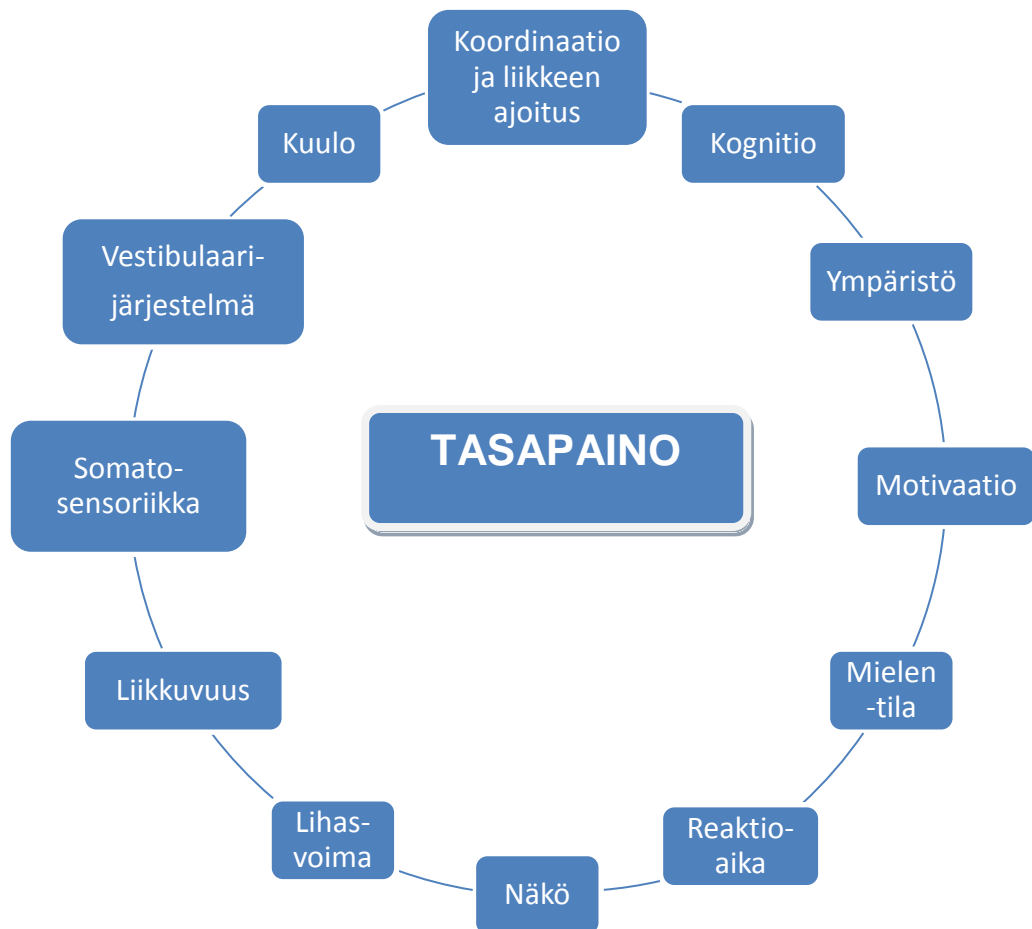 Koordinaatio
ja liikkeen
ajoitus
Kognitio
Ympäristö
Motivaatio
Mielen
-tila
Reaktio-
aika
Näkö
Lihas-
voima
Liikkuvuus
Somato-
sensoriikka
Vestibulaari-
järjestelmä
Kuulo
TASAPAINO